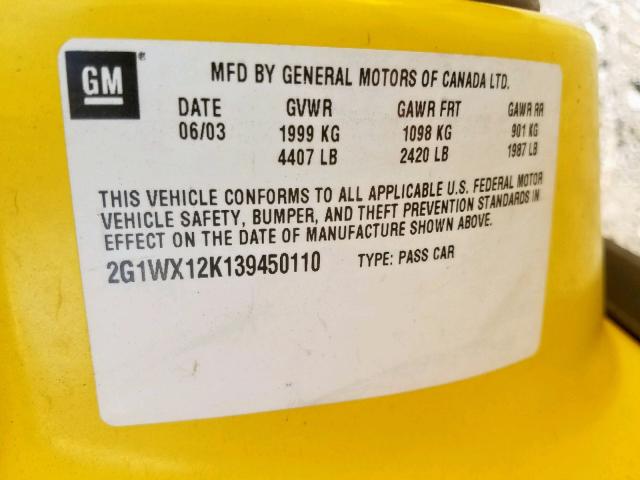 GM
MFD BY GENERAL MOTORS OF CANADA LTD.
DATE GVWR GAWR FRT GAWR RR
06/03 1999 KG 1098 KG 901 KG
4407 LB 2420 LB 1987 LB
THIS VEHICLE CONFORMS TO ALL APPLICABLE U.S. FEDERAL MOTOR
VEHICLE SAFETY, BUMPER, AND THEFT PREVENTION STANDARDS IN
EFFECT ON THE DATE OF MANUFACTURE SHOWN ABOVE.
2G1WX12K139450110 TYPE: PASS CAR